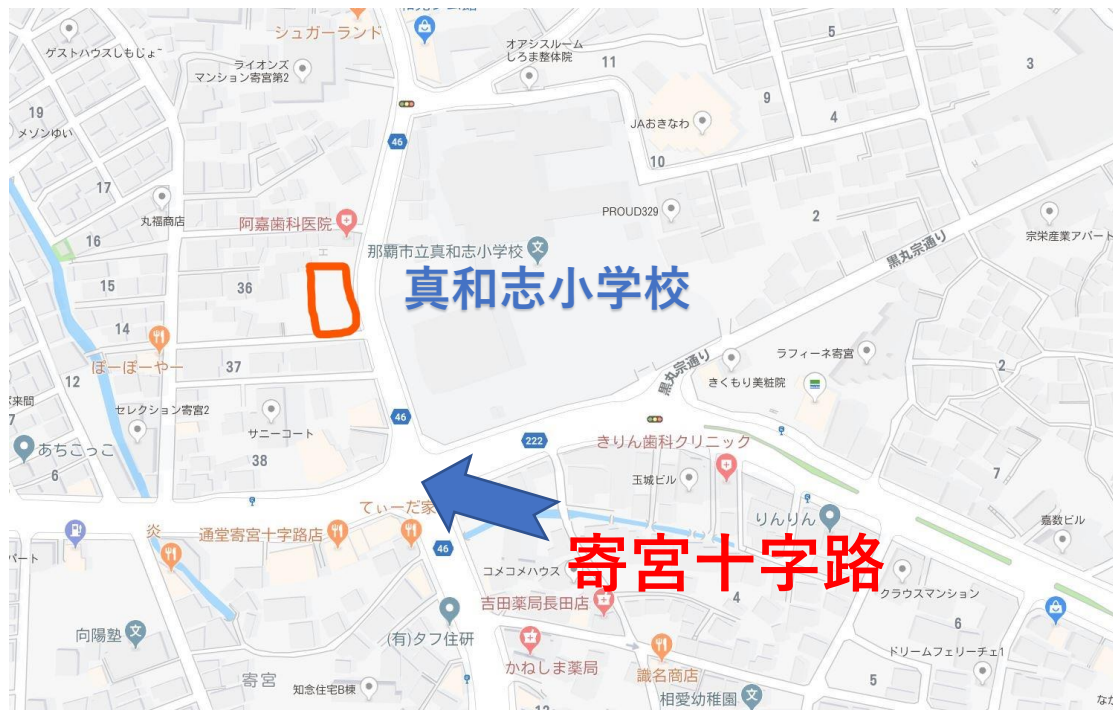 シュガーランド
ゲストハウスしもじょ~
ライオンズ
マンション寄宮第2
オアシスルーム
しろま整体院
11
5
3
9
4
19
メゾンゆい
46
JAおきなわ
10
17
丸福商店
阿嘉歯科医院
PROUD329
2
宗栄産業アパート
16
那覇市立真和志小学校
黒丸宗通り
真和志小学校
15
36
14
ぽーぽーやー
37
ラフィーネ寄宮
黒丸宗通り
きくもり美粧院
2
12
来間
7
セレクション寄宮2
サニーコート
46
222
きりん歯科クリニック
あちこっこ
6
38
玉城ビル
7
てぃーだ家
りんりん
炎
通堂寄宮十字路店
46
嘉数ビル
パート
寄宮十字路
コメコメハウス
クラウスマンション
吉田薬局長田店
4
6
向陽塾
(有)タフ住研
ドリームフェリーチェ1
かねしま薬局
識名商店
寄宮
知念住宅B棟
5
相愛幼稚園